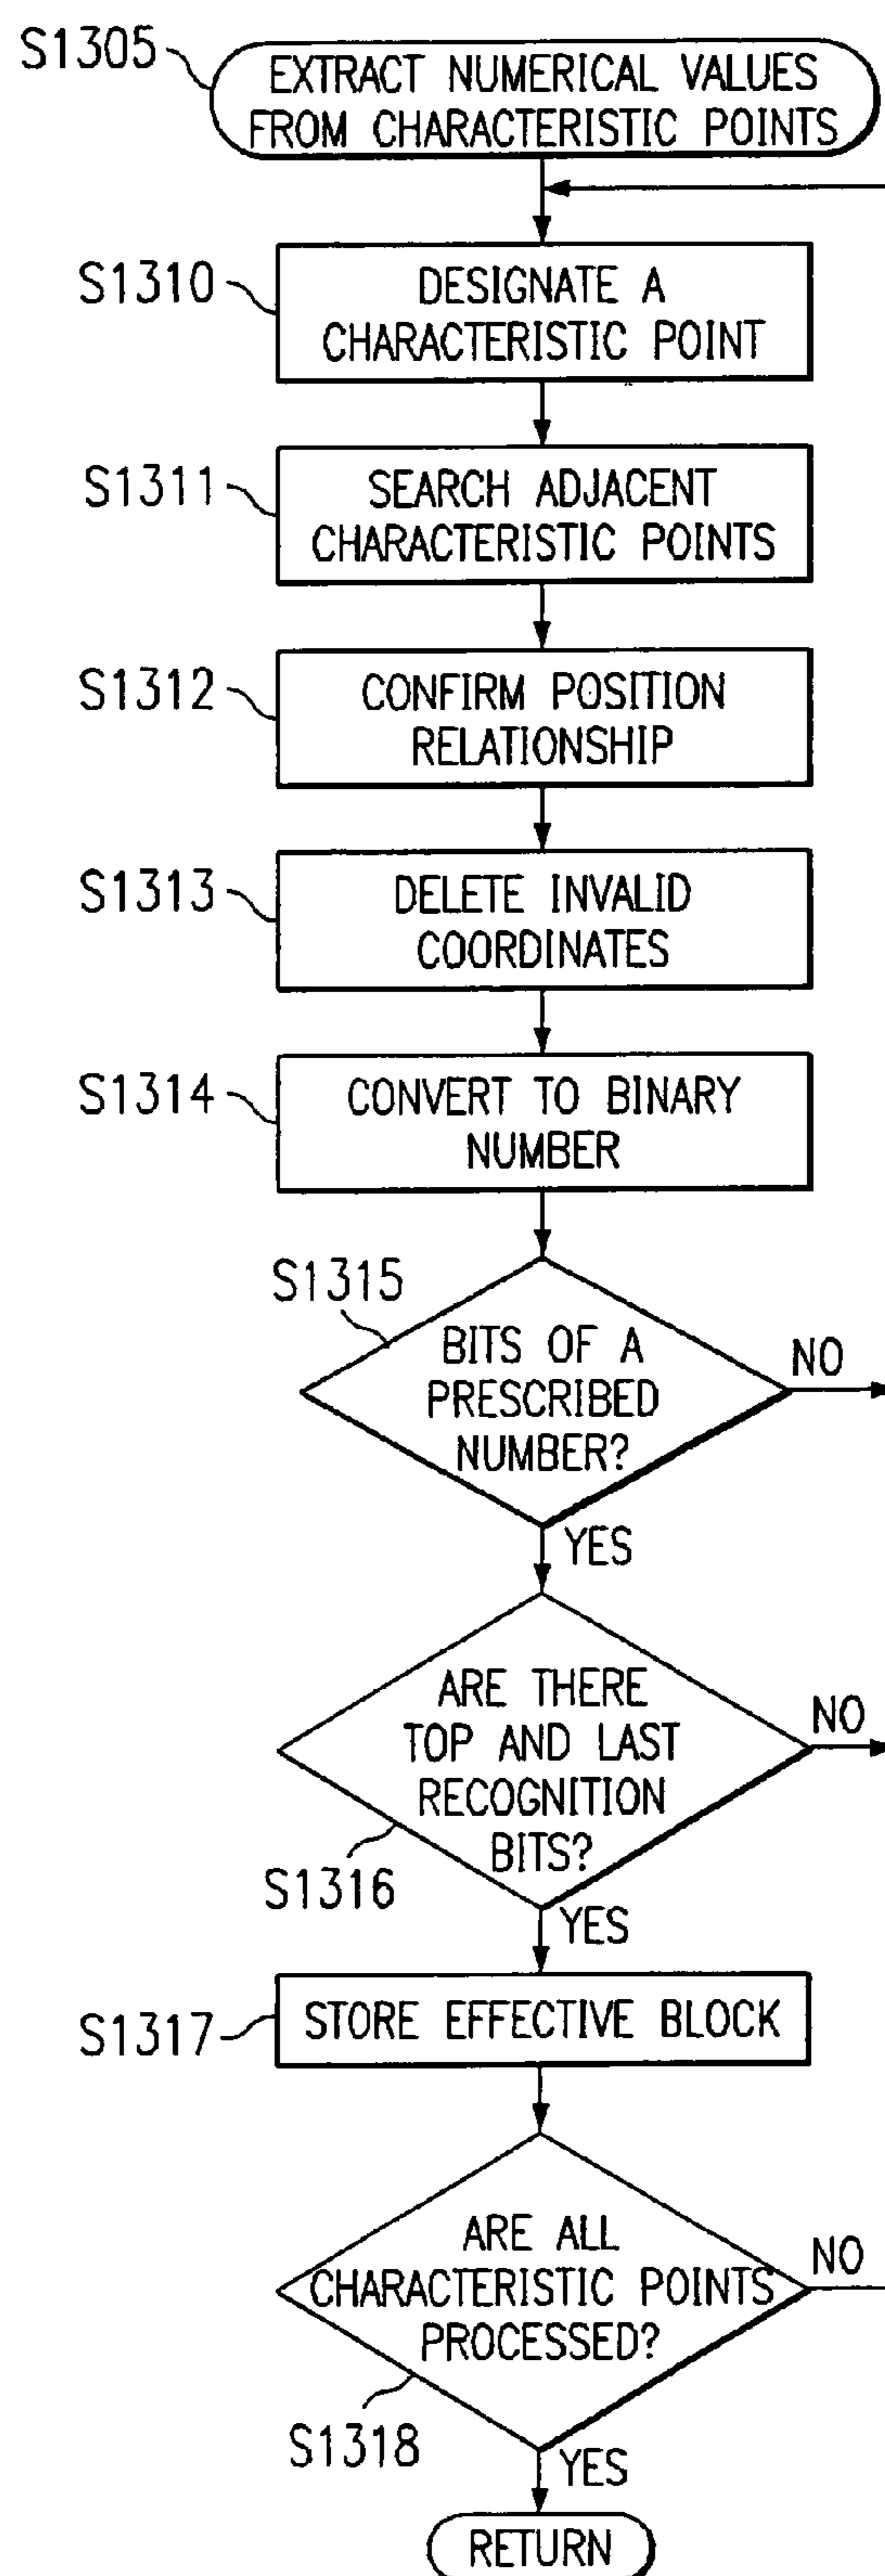 S1305
EXTRACT NUMERICAL VALUES
FROM CHARACTERISTIC POINTS
S1310
DESIGNATE A
CHARACTERISTIC POINT
S1311
SEARCH ADJACENT
CHARACTERISTIC POINTS
S1312
CONFIRM POSITION
RELATIONSHIP
S1313
DELETE INVALID
COORDINATES
S1314
CONVERT TO BINARY
NUMBER
S1315
BITS OF A
PRESCRIBED
NUMBER?
NO
YES
ARE THERE
TOP AND LAST
RECOGNITION
BITS?
NO
S1316
YES
S1317
STORE EFFECTIVE BLOCK
ARE ALL
CHARACTERISTIC POINTS
PROCESSED?
NO
S1318
YES
RETURN